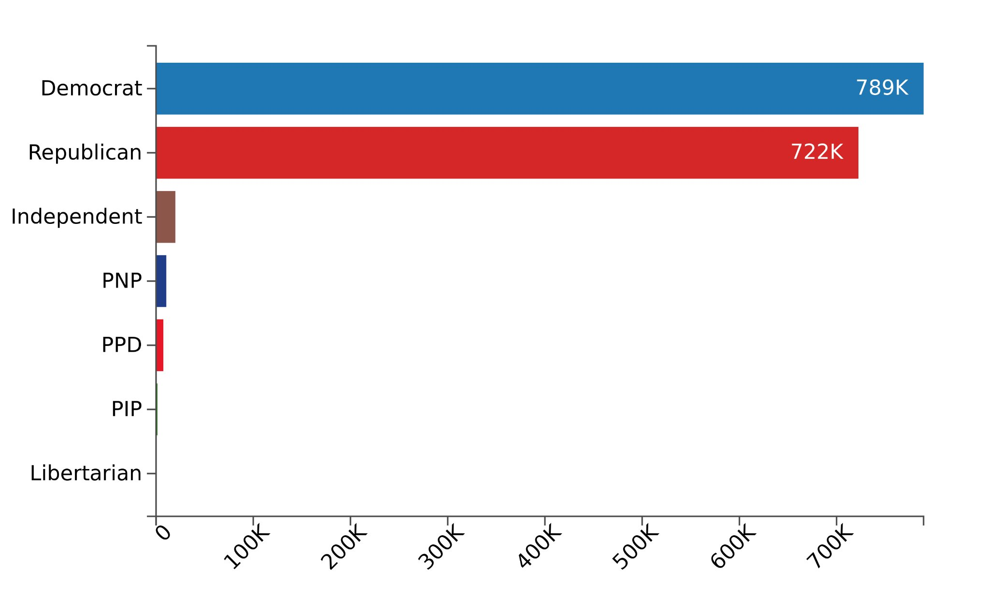 Democrat
789K
Republican
722K
Independent
PNP
PPD
PIP
Libertarian
0
100K
200K
300K
400K
500K
600K
700K